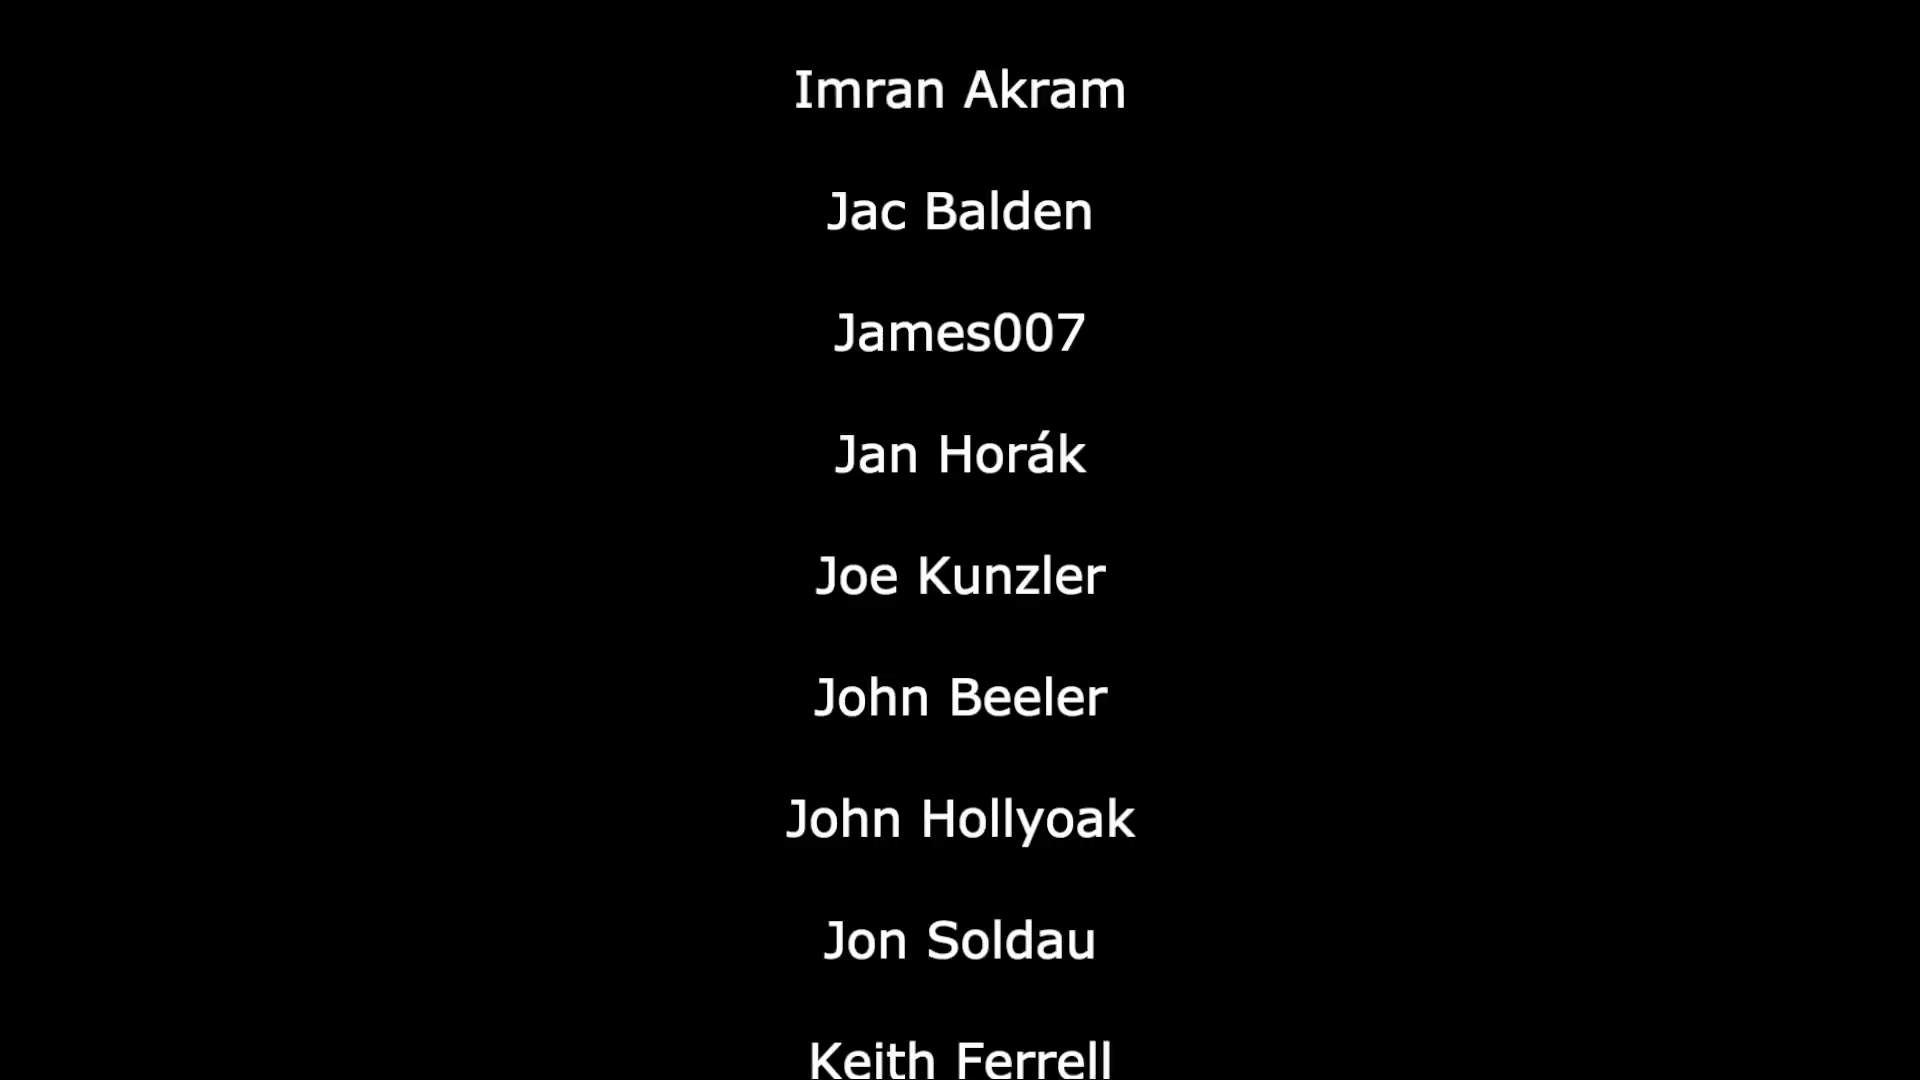 Imran Akram
Jac Balden
James007
Jan Horák
Joe Kunzler
John Beeler
John Hollyoak
Jon Soldau
Keith Ferrell